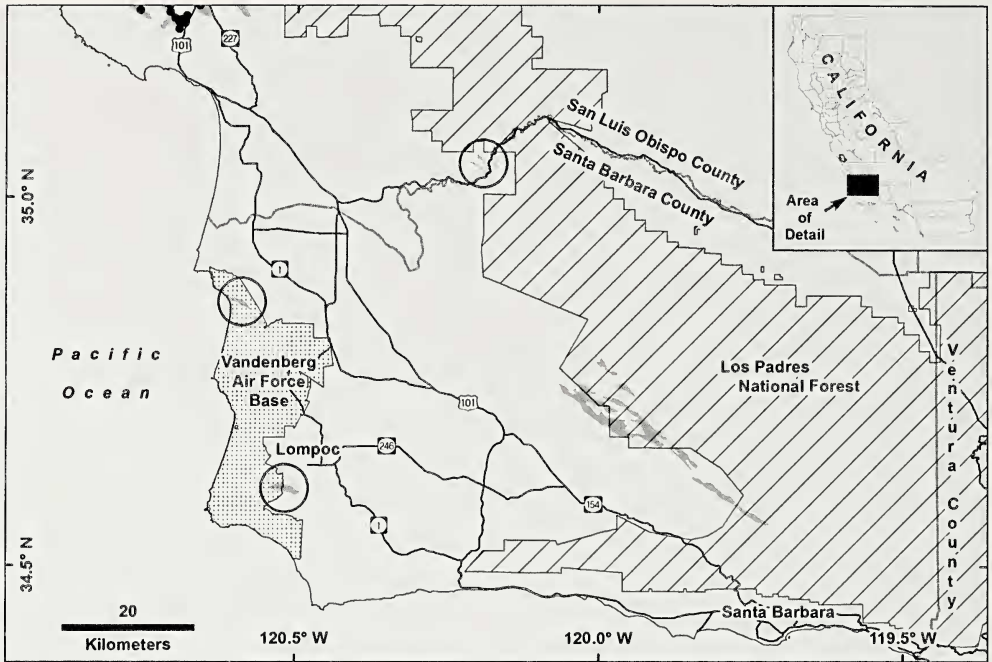 101
227
CALIFORNIA
Area
of
Detail
San Luis Obispo County
Santa Barbara County
35.0° N
1
Pacific
Ocean
Vandenberg
Air Force
Base
Los Padres
National Forest
Ventura County
101
Lompoc
246
154
1
34.5° N
20
Kilometers
Santa Barbara
120.5° W
120.0° W
119.5° W